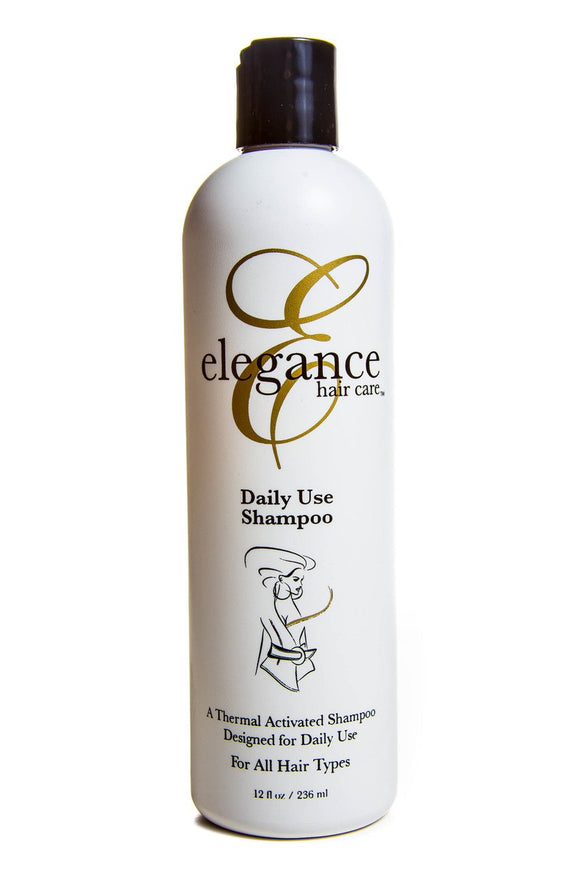 E
elegance
hair care™
Daily Use
Shampoo
A Thermal Activated Shampoo
Designed for Daily Use
For All Hair Types
12 fl oz / 236 ml